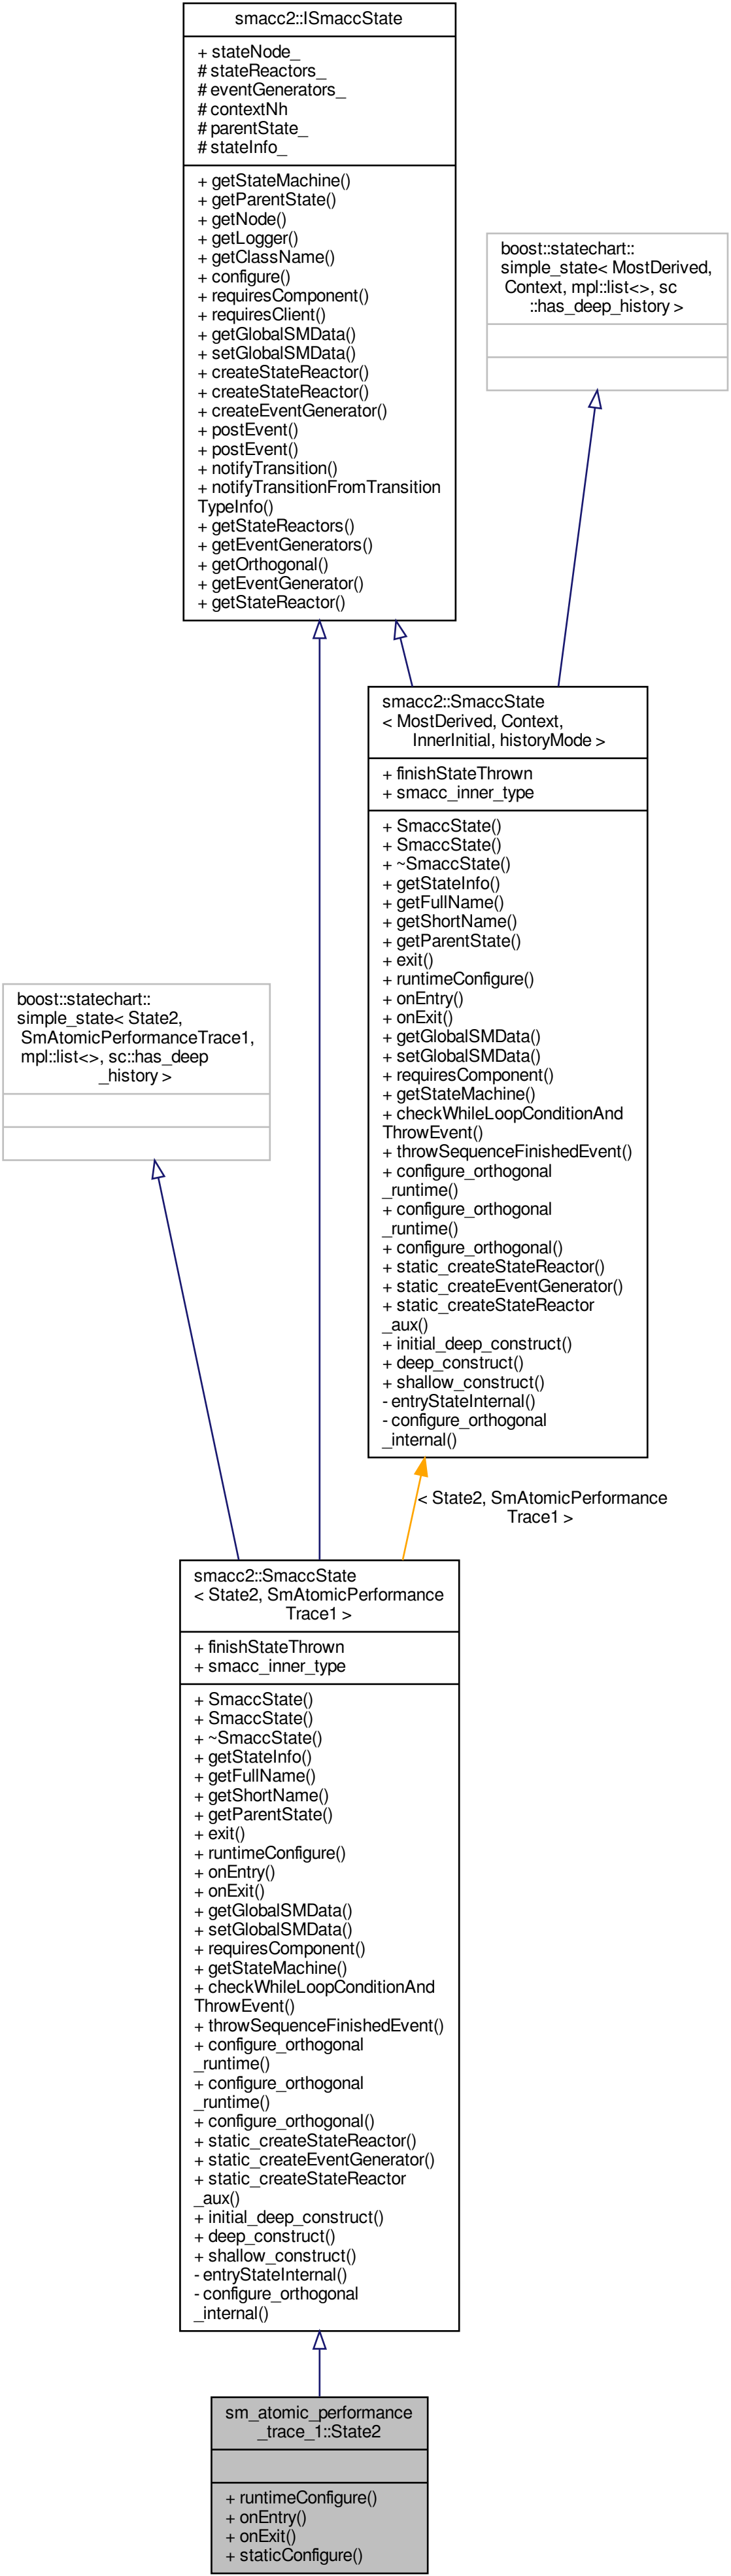 smacc2::ISmaccState
+ stateNode_
# stateReactors_
# eventGenerators_
# contextNh
# parentState_
# stateInfo_
+ getStateMachine()
+ getParentState()
+ getNode()
+ getLogger()
+ getClassName()
+ configure()
+ requiresComponent()
+ requiresClient()
+ getGlobalSMData()
+ setGlobalSMData()
+ createStateReactor()
+ createStateReactor()
+ createEventGenerator()
+ postEvent()
+ postEvent()
+ notifyTransition()
+ notifyTransitionFromTransition
TypeInfo()
+ getStateReactors()
+ getEventGenerators()
+ getOrthogonal()
+ getEventGenerator()
+ getStateReactor()
boost::statechart::
simple_state< MostDerived,
Context, mpl::list<>, sc
::has_deep_history >
smacc2::SmaccState
< MostDerived, Context,
InnerInitial, historyMode >
+ finishStateThrown
+ smacc_inner_type
+ SmaccState()
+ SmaccState()
+ ~SmaccState()
+ getStateInfo()
+ getFullName()
+ getShortName()
+ getParentState()
+ exit()
+ runtimeConfigure()
+ onEntry()
+ onExit()
+ getGlobalSMData()
+ setGlobalSMData()
+ requiresComponent()
+ getStateMachine()
+ checkWhileLoopConditionAnd
ThrowEvent()
+ throwSequenceFinishedEvent()
+ configure_orthogonal
_runtime()
+ configure_orthogonal
_runtime()
+ configure_orthogonal()
+ static_createStateReactor()
+ static_createEventGenerator()
+ static_createStateReactor
_aux()
+ initial_deep_construct()
+ deep_construct()
+ shallow_construct()
- entryStateInternal()
- configure_orthogonal
_internal()
boost::statechart::
simple_state< State2,
SmAtomicPerformanceTrace1,
mpl::list<>, sc::has_deep
_history >
< State2, SmAtomicPerformance
Trace1 >
smacc2::SmaccState
< State2, SmAtomicPerformance
Trace1 >
+ finishStateThrown
+ smacc_inner_type
+ SmaccState()
+ SmaccState()
+ ~SmaccState()
+ getStateInfo()
+ getFullName()
+ getShortName()
+ getParentState()
+ exit()
+ runtimeConfigure()
+ onEntry()
+ onExit()
+ getGlobalSMData()
+ setGlobalSMData()
+ requiresComponent()
+ getStateMachine()
+ checkWhileLoopConditionAnd
ThrowEvent()
+ throwSequenceFinishedEvent()
+ configure_orthogonal
_runtime()
+ configure_orthogonal
_runtime()
+ configure_orthogonal()
+ static_createStateReactor()
+ static_createEventGenerator()
+ static_createStateReactor
_aux()
+ initial_deep_construct()
+ deep_construct()
+ shallow_construct()
- entryStateInternal()
- configure_orthogonal
_internal()
sm_atomic_performance
_trace_1::State2
+ runtimeConfigure()
+ onEntry()
+ onExit()
+ staticConfigure()